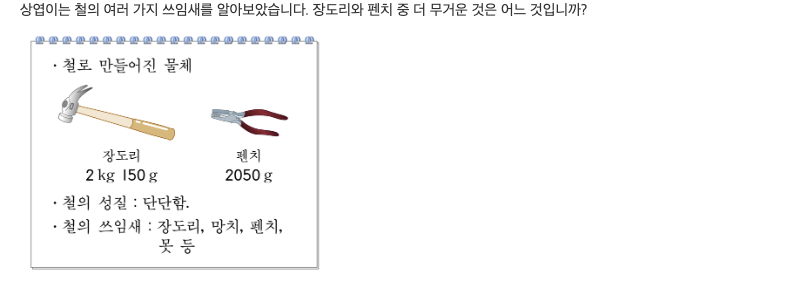 상엽이는 철의 여러 가지 쓰임새를 알아보았습니다. 장도리와 펜치 중 더 무거운 것은 어느 것입니까?
· 철로 만들어진 물체
장도리 펜치
2 kg 150 g 2050 g
· 철의 성질 : 단단함.
· 철의 쓰임새 : 장도리, 망치, 펜치,
못 등